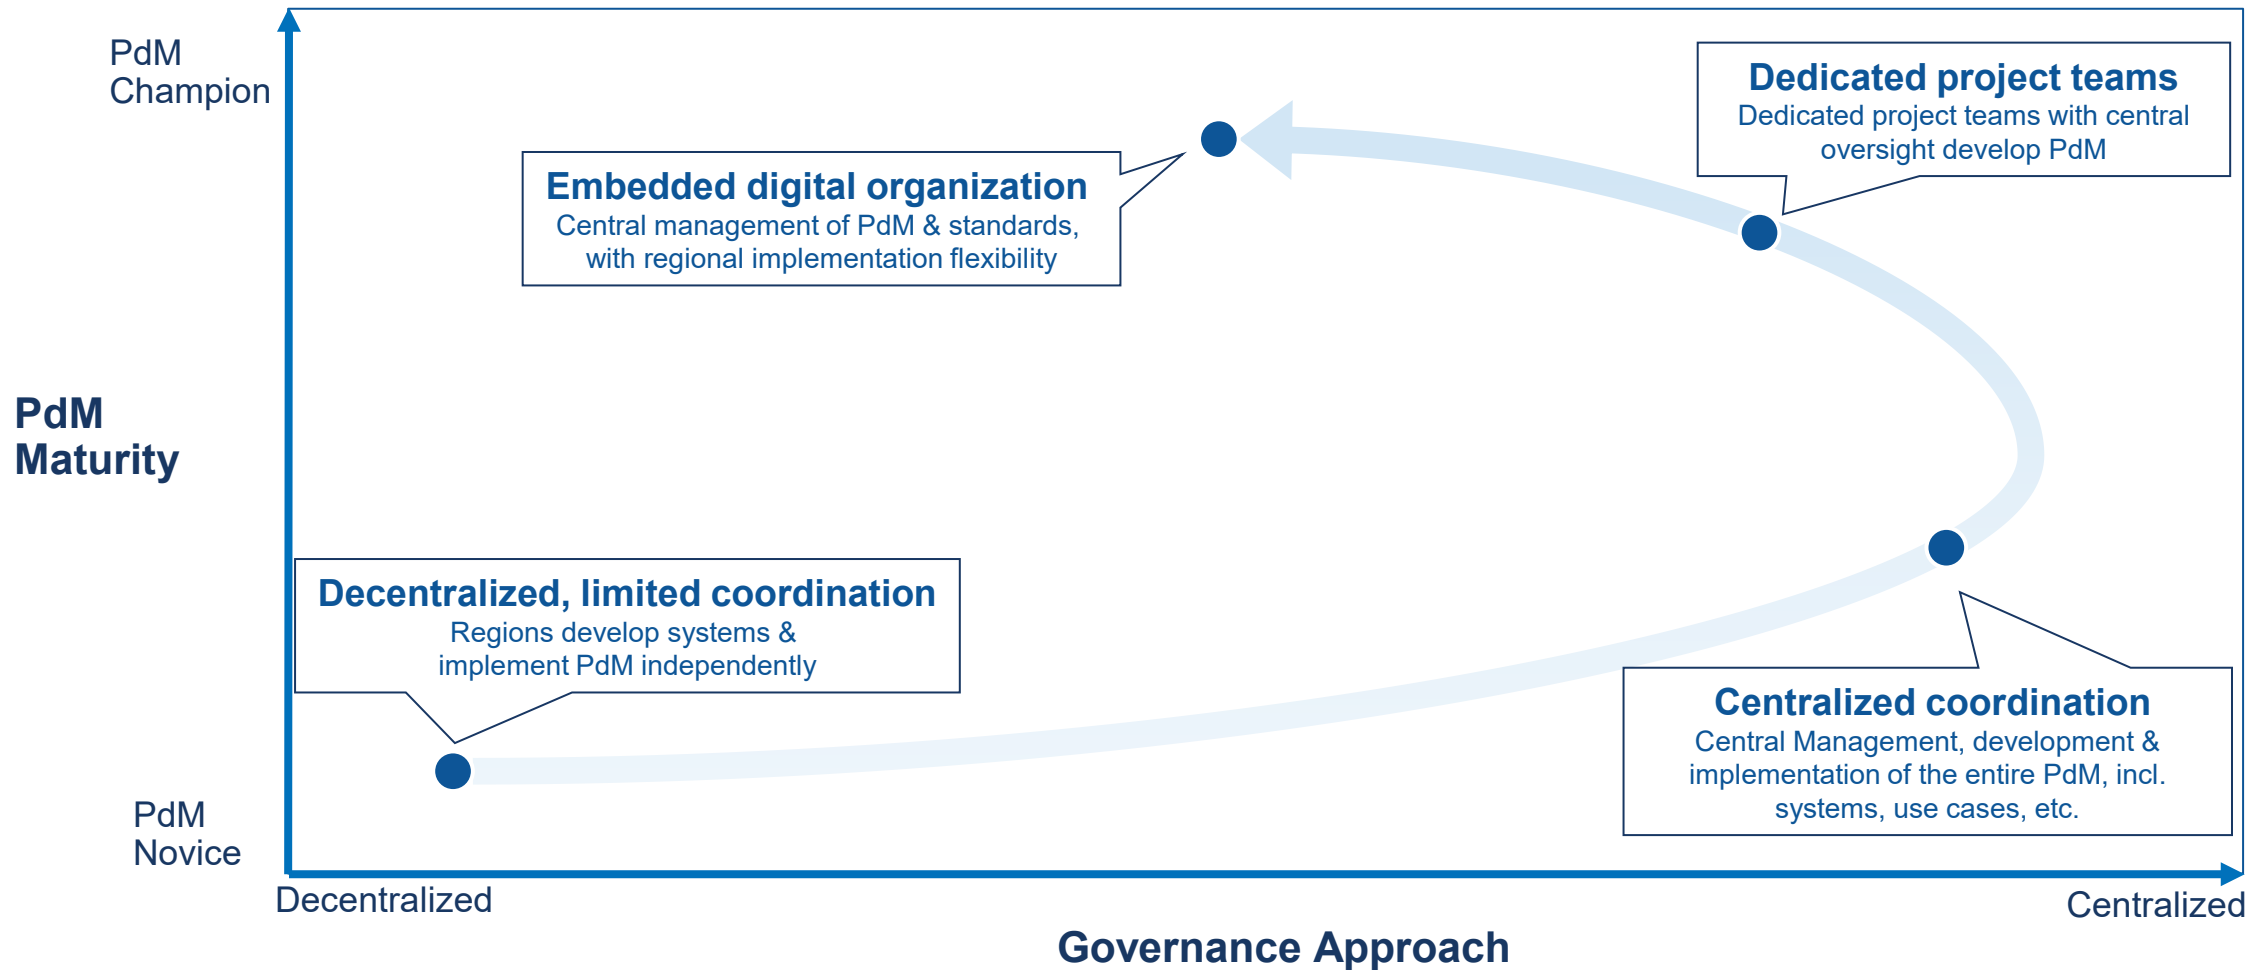 PdM
Champion
Dedicated project teams
Dedicated project teams with central
oversight develop PdM
Embedded digital organization
Central management of PdM & standards,
with regional implementation flexibility
PdM
Maturity
Decentralized, limited coordination
Regions develop systems &
implement PdM independently
Centralized coordination
Central Management, development &
implementation of the entire PdM, incl.
systems, use cases, etc.
PdM
Novice
Decentralized
Centralized
Governance Approach